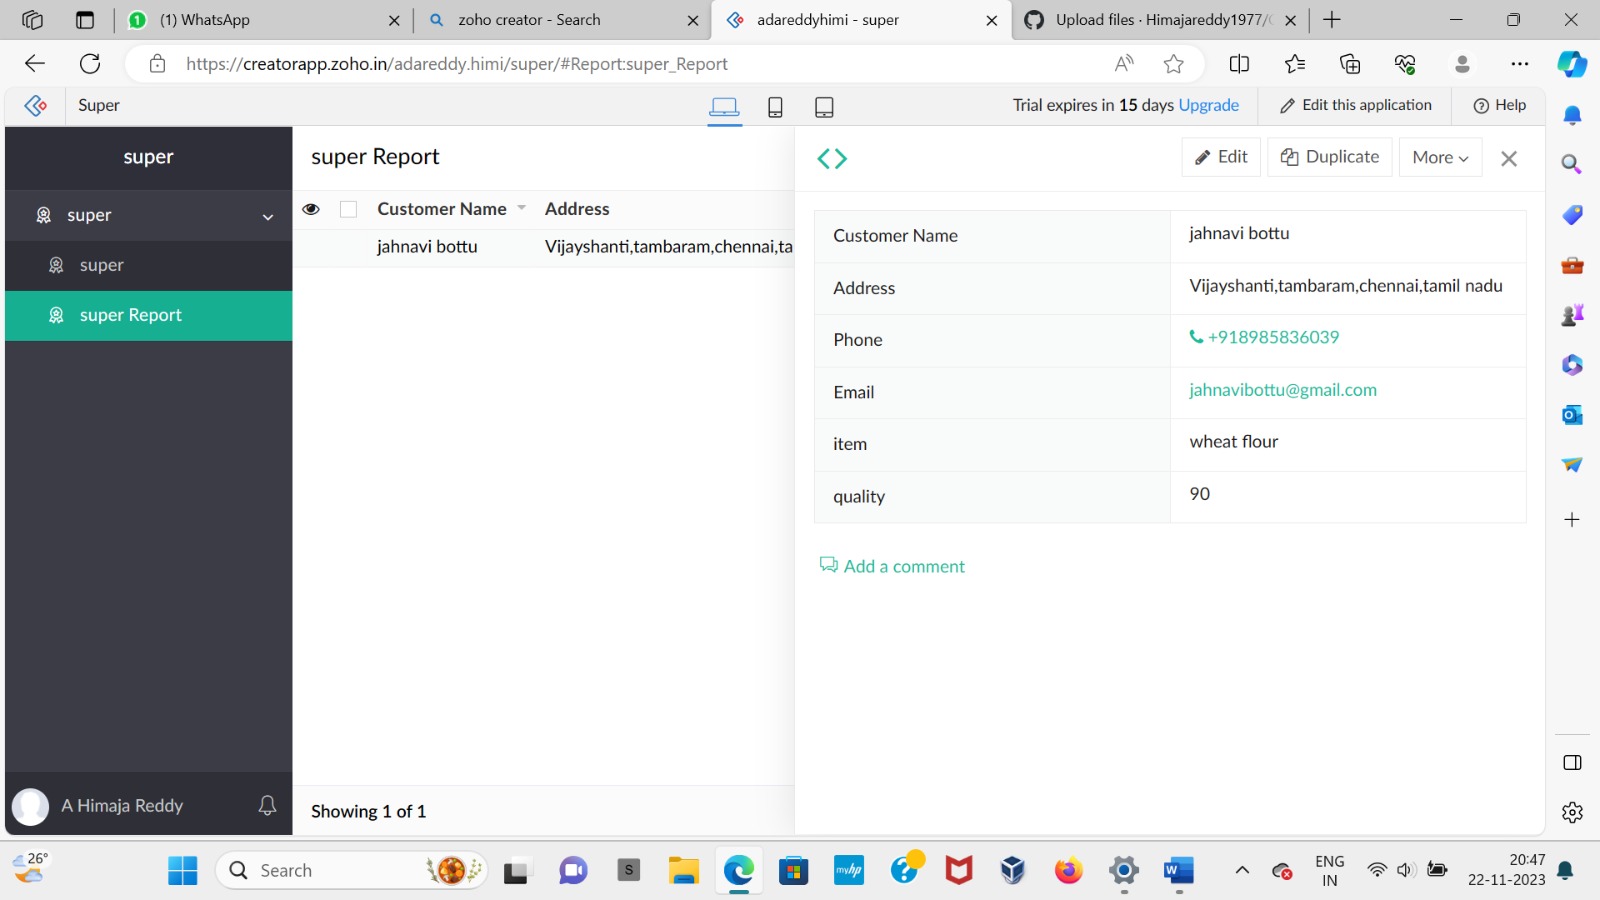 (1) WhatsApp
zoho creator - Search
adareddyhimi - super
Upload files · Himajareddy1977/
https://creatorapp.zoho.in/adareddy.himi/super/#Report:super_Report
Super
Trial expires in 15 days Upgrade
Edit this application
Help
super
super
super
super Report
A Himaja Reddy
super Report
Customer Name
Address
jahnavi bottu
Vijayshanti,tambaram,chennai,ta
Showing 1 of 1
Edit
Duplicate
More
Customer Name
jahnavi bottu
Address
Vijayshanti,tambaram,chennai,tamil nadu
Phone
+918985836039
Email
jahnavibottu@gmail.com
item
wheat flour
quality
90
Add a comment
26°
Search
S
myhp
ENG
IN
20:47
22-11-2023